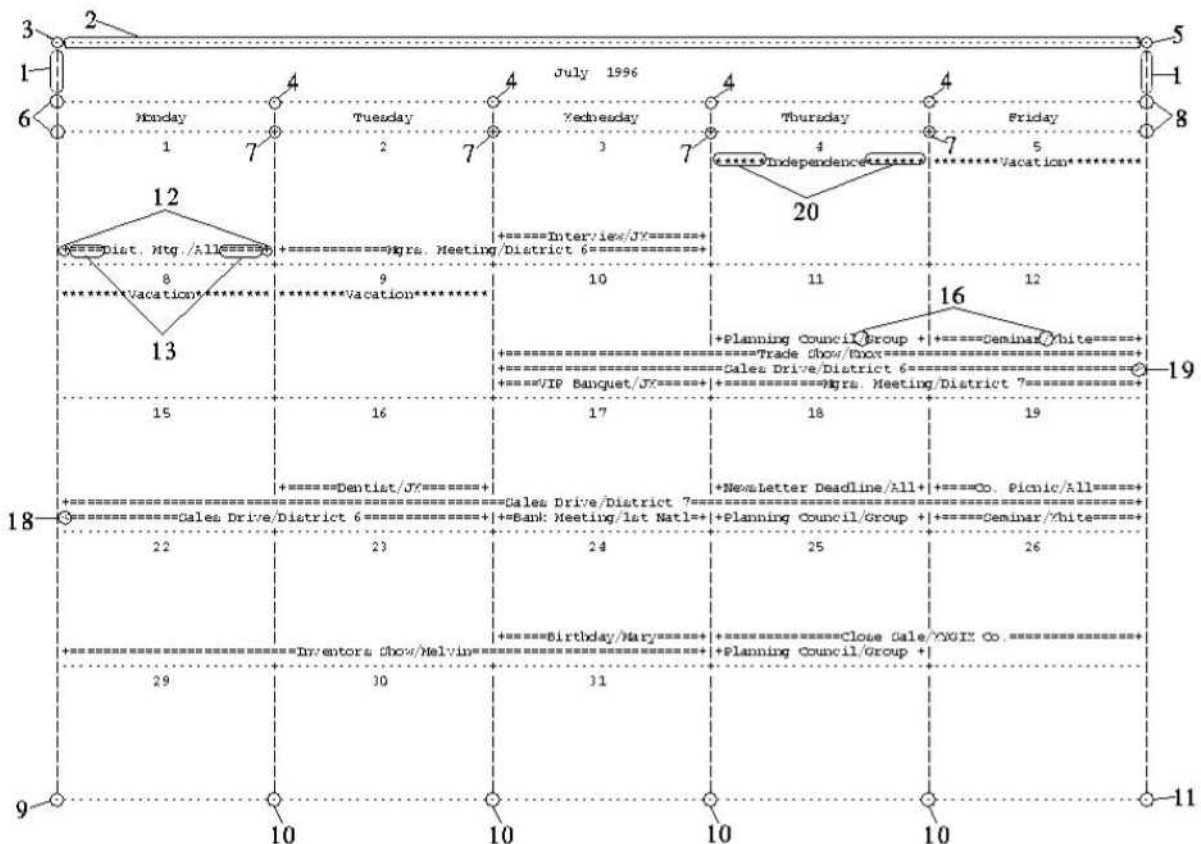 2
3 5
1 July 1996 1
4 4 4 4
6 Monday Tuesday Wednesday Thursday Friday 8
1 7 2 7 3 7 4 7 5
******Independence****** ********Vacation********
12 20
+=====Interview/JK=====+
+====Dist. Mtg./All=====+ +==========Mgrs. Meeting/District 6============+
8 9 10 11 12
********Vacation******** ********Vacation********
13 16
+Planning Council/Group + +=====Seminar/White=====+
+=============================Trade Show/Knox=============================+
+=========================Sales Drive/District 6==========================+ 19
+====VIP Banquet/JK=====+ +============Mgrs. Meeting/District 7============+
15 16 17 18 19
+======Dentist/JK=======+ +NewsLetter Deadline/All+ +====Co. Picnic/All=====+
+==================================Sales Drive/District 7==================================+
18 +============Sales Drive/District 6============+ +=Bank Meeting/1st Natl=+ +Planning Council/Group + +=====Seminar/White=====+
22 23 24 25 26
+=====Birthday/Mary=====+ +==============Close Sale/XYGIX Co.==============+
+==========================Inventors Show/Melvin==========================+ +Planning Council/Group +
29 30 31
9 10 10 10 10 11